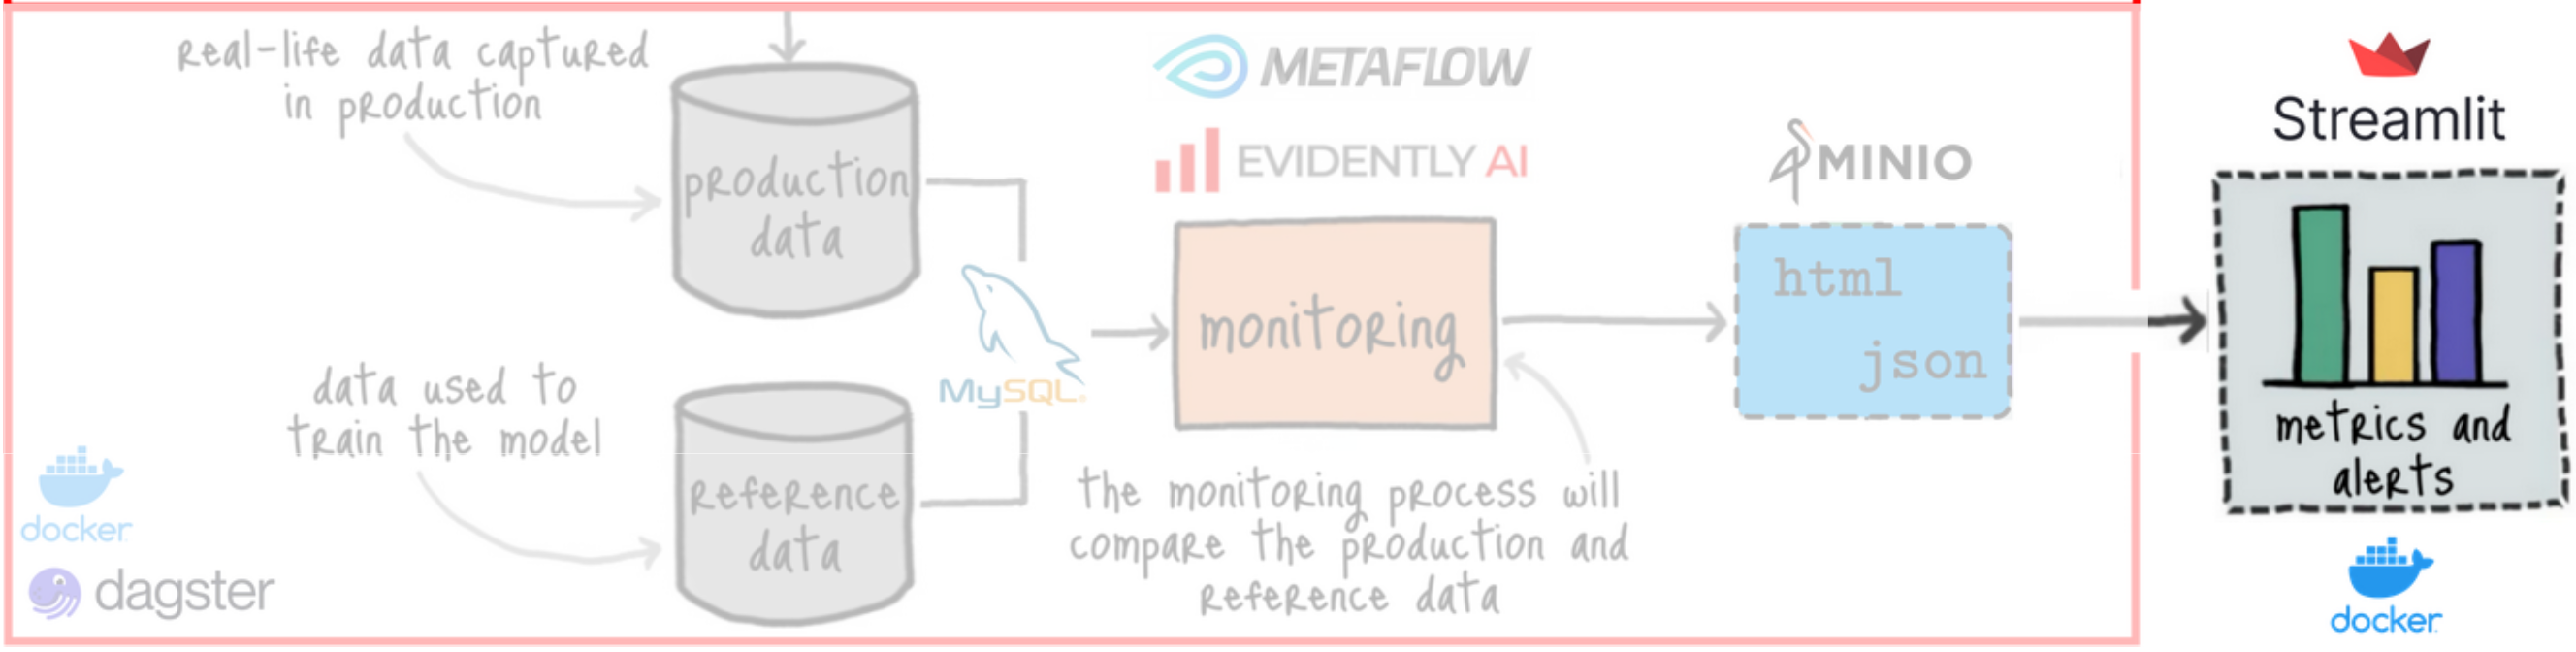 real-life data captured
in production
production
data
METAFLOW
EVIDENTLY AI
MINIO
Streamlit
html
json
monitoring
MySQL
data used to
train the model
reference
data
the monitoring process will
compare the production and
reference data
metrics and
alerts
docker
dagster
docker